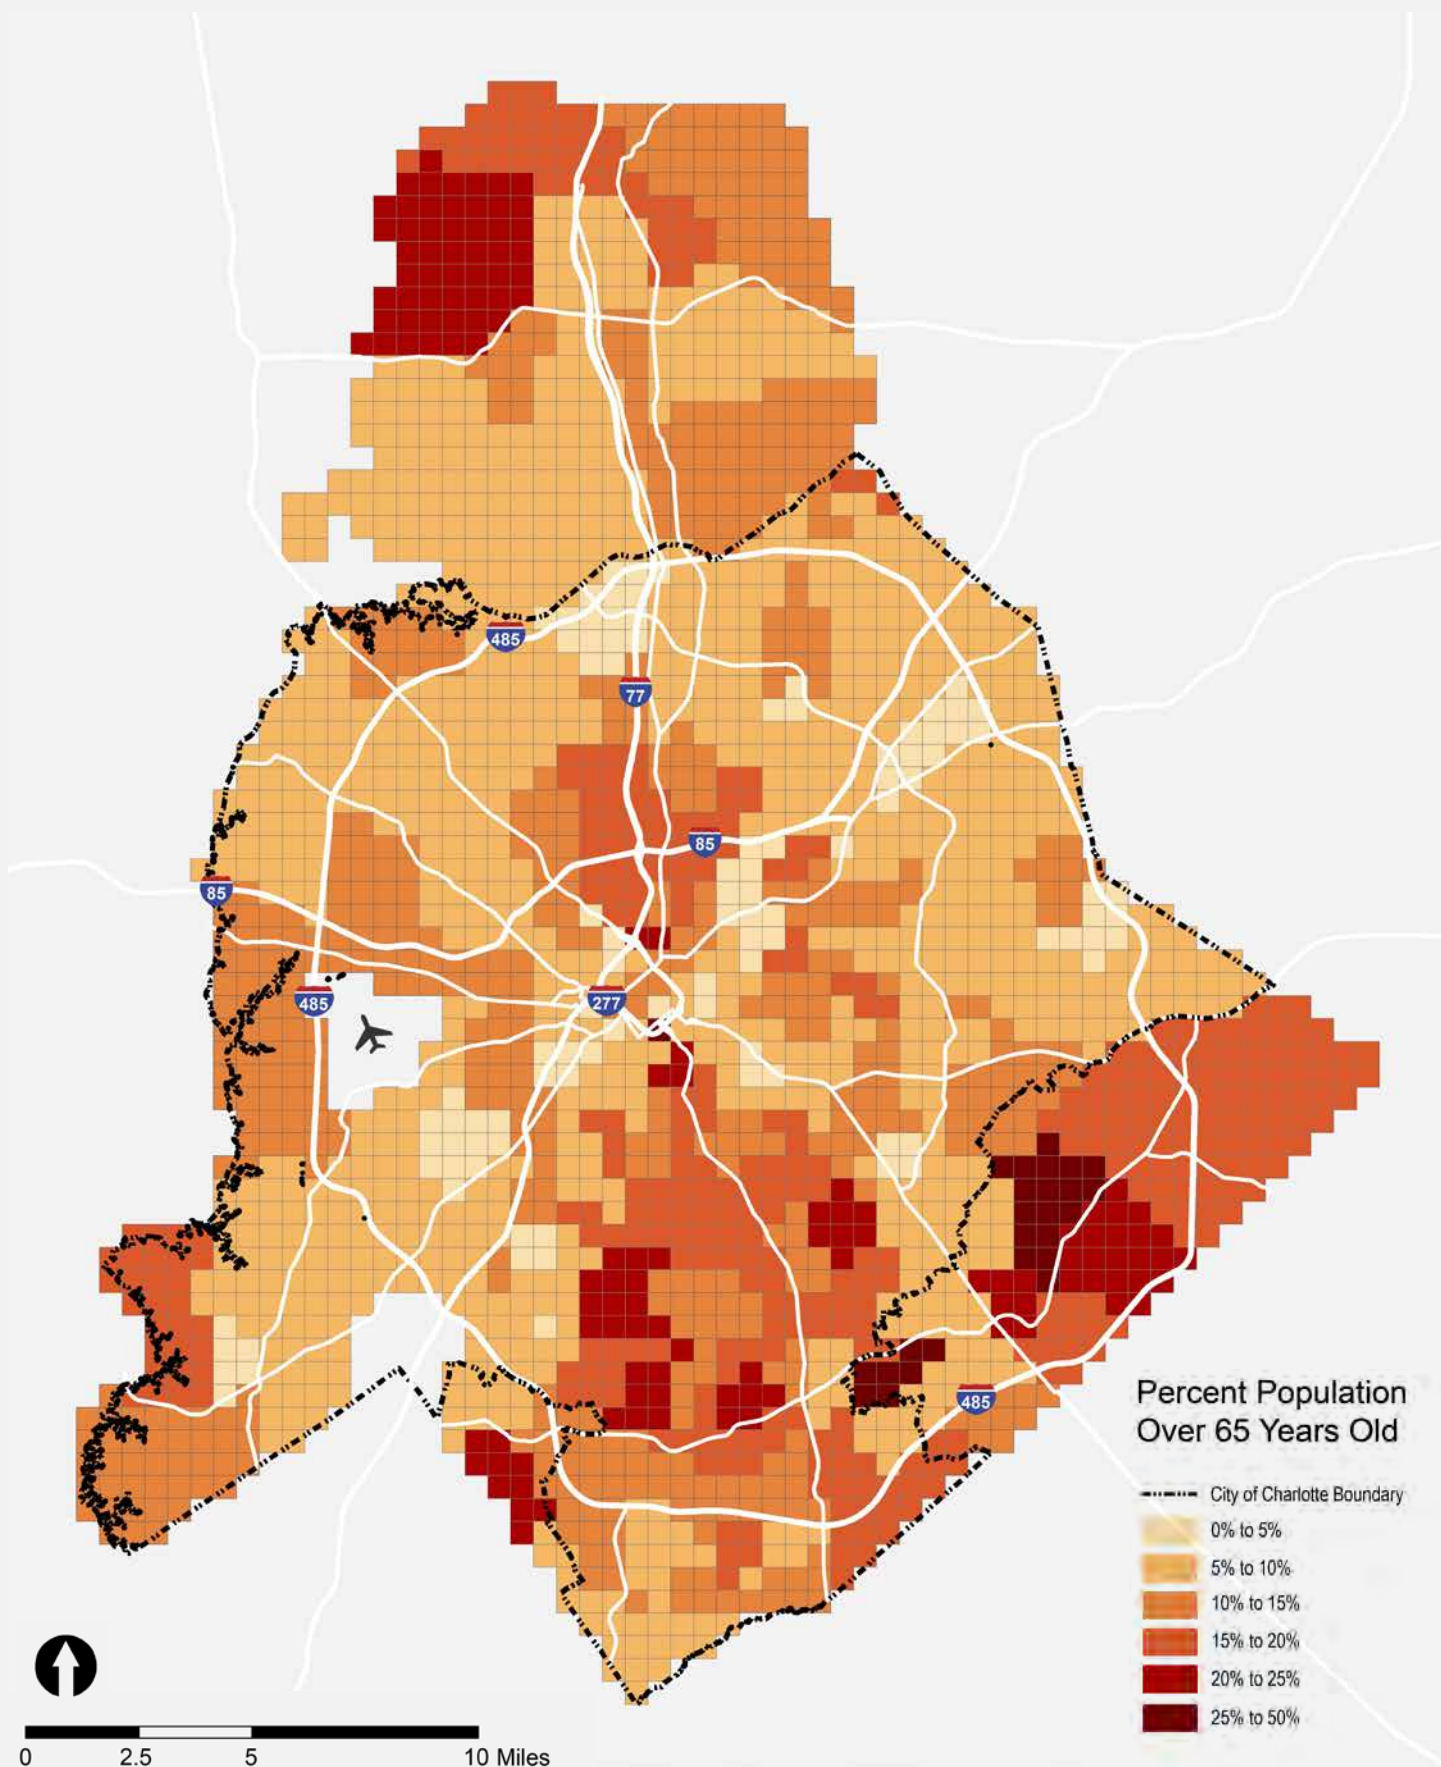 485
77
85
85
485
277
485
Percent Population
Over 65 Years Old
City of Charlotte Boundary
0% to 5%
5% to 10%
10% to 15%
15% to 20%
20% to 25%
25% to 50%
0 2.5 5 10 Miles